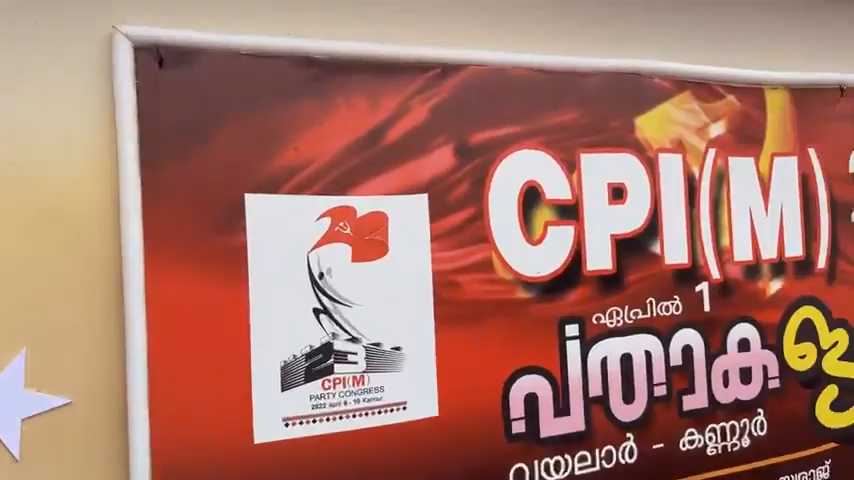 CPI(M)
ഏപ്രിൽ 1
പതാക
വയലാർ - കണ്ണൂർ
23
CPI(M)
PARTY CONGRESS
2022 April 6 - 10 Kannur